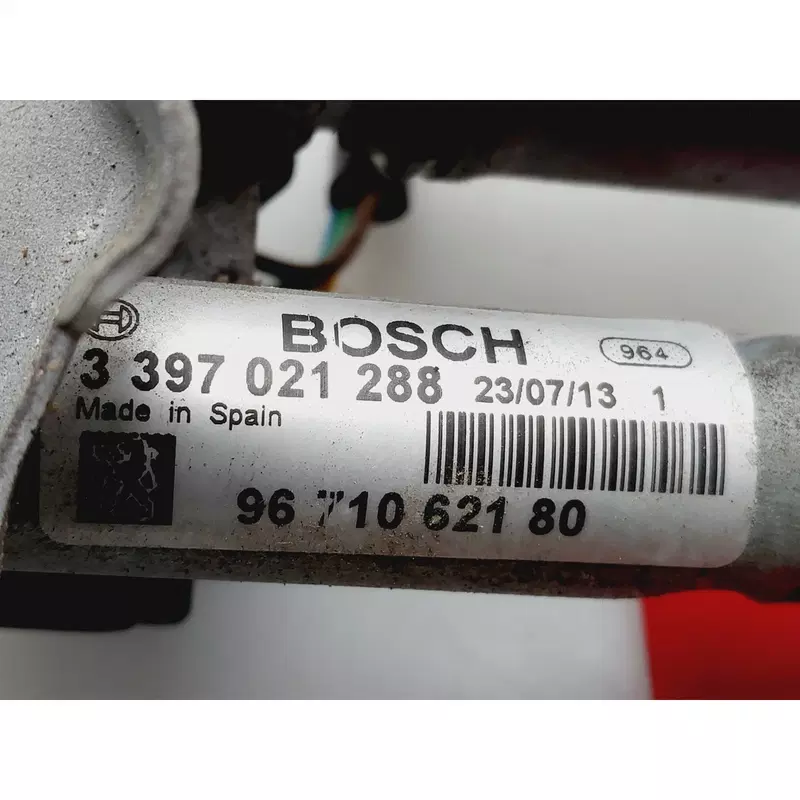 BOSCH 964
3 397 021 288 23/07/13 1
Made in Spain
96 710 621 80